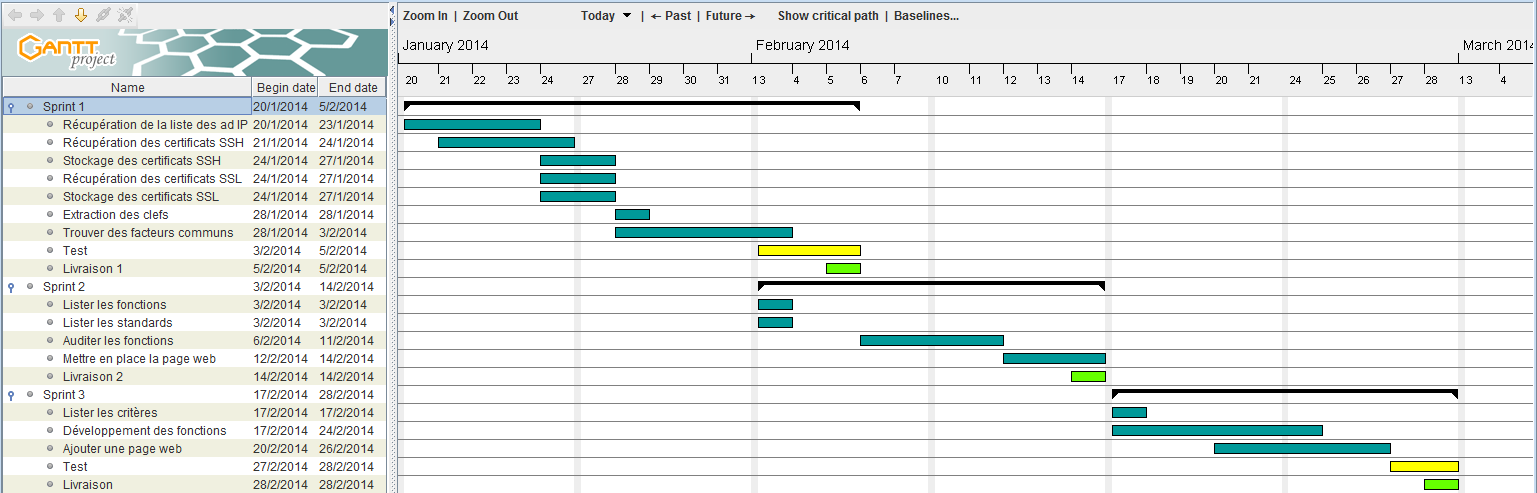 Zoom In | Zoom Out Today | ← Past | Future → Show critical path | Baselines...
GANTT project
January 2014 February 2014 March 2014
20 21 22 23 24 27 28 29 30 31 13 4 5 6 7 10 11 12 13 14 17 18 19 20 21 24 25 26 27 28 13 4
Name Begin date End date
Sprint 1 20/1/2014 5/2/2014
Récupération de la liste des ad IP 20/1/2014 23/1/2014
Récupération des certificats SSH 21/1/2014 24/1/2014
Stockage des certificats SSH 24/1/2014 27/1/2014
Récupération des certificats SSL 24/1/2014 27/1/2014
Stockage des certificats SSL 24/1/2014 27/1/2014
Extraction des clefs 28/1/2014 28/1/2014
Trouver des facteurs communs 28/1/2014 3/2/2014
Test 3/2/2014 5/2/2014
Livraison 1 5/2/2014 5/2/2014
Sprint 2 3/2/2014 14/2/2014
Lister les fonctions 3/2/2014 3/2/2014
Lister les standards 3/2/2014 3/2/2014
Auditer les fonctions 6/2/2014 11/2/2014
Mettre en place la page web 12/2/2014 14/2/2014
Livraison 2 14/2/2014 14/2/2014
Sprint 3 17/2/2014 28/2/2014
Lister les critères 17/2/2014 17/2/2014
Développement des fonctions 17/2/2014 24/2/2014
Ajouter une page web 20/2/2014 26/2/2014
Test 27/2/2014 28/2/2014
Livraison 28/2/2014 28/2/2014